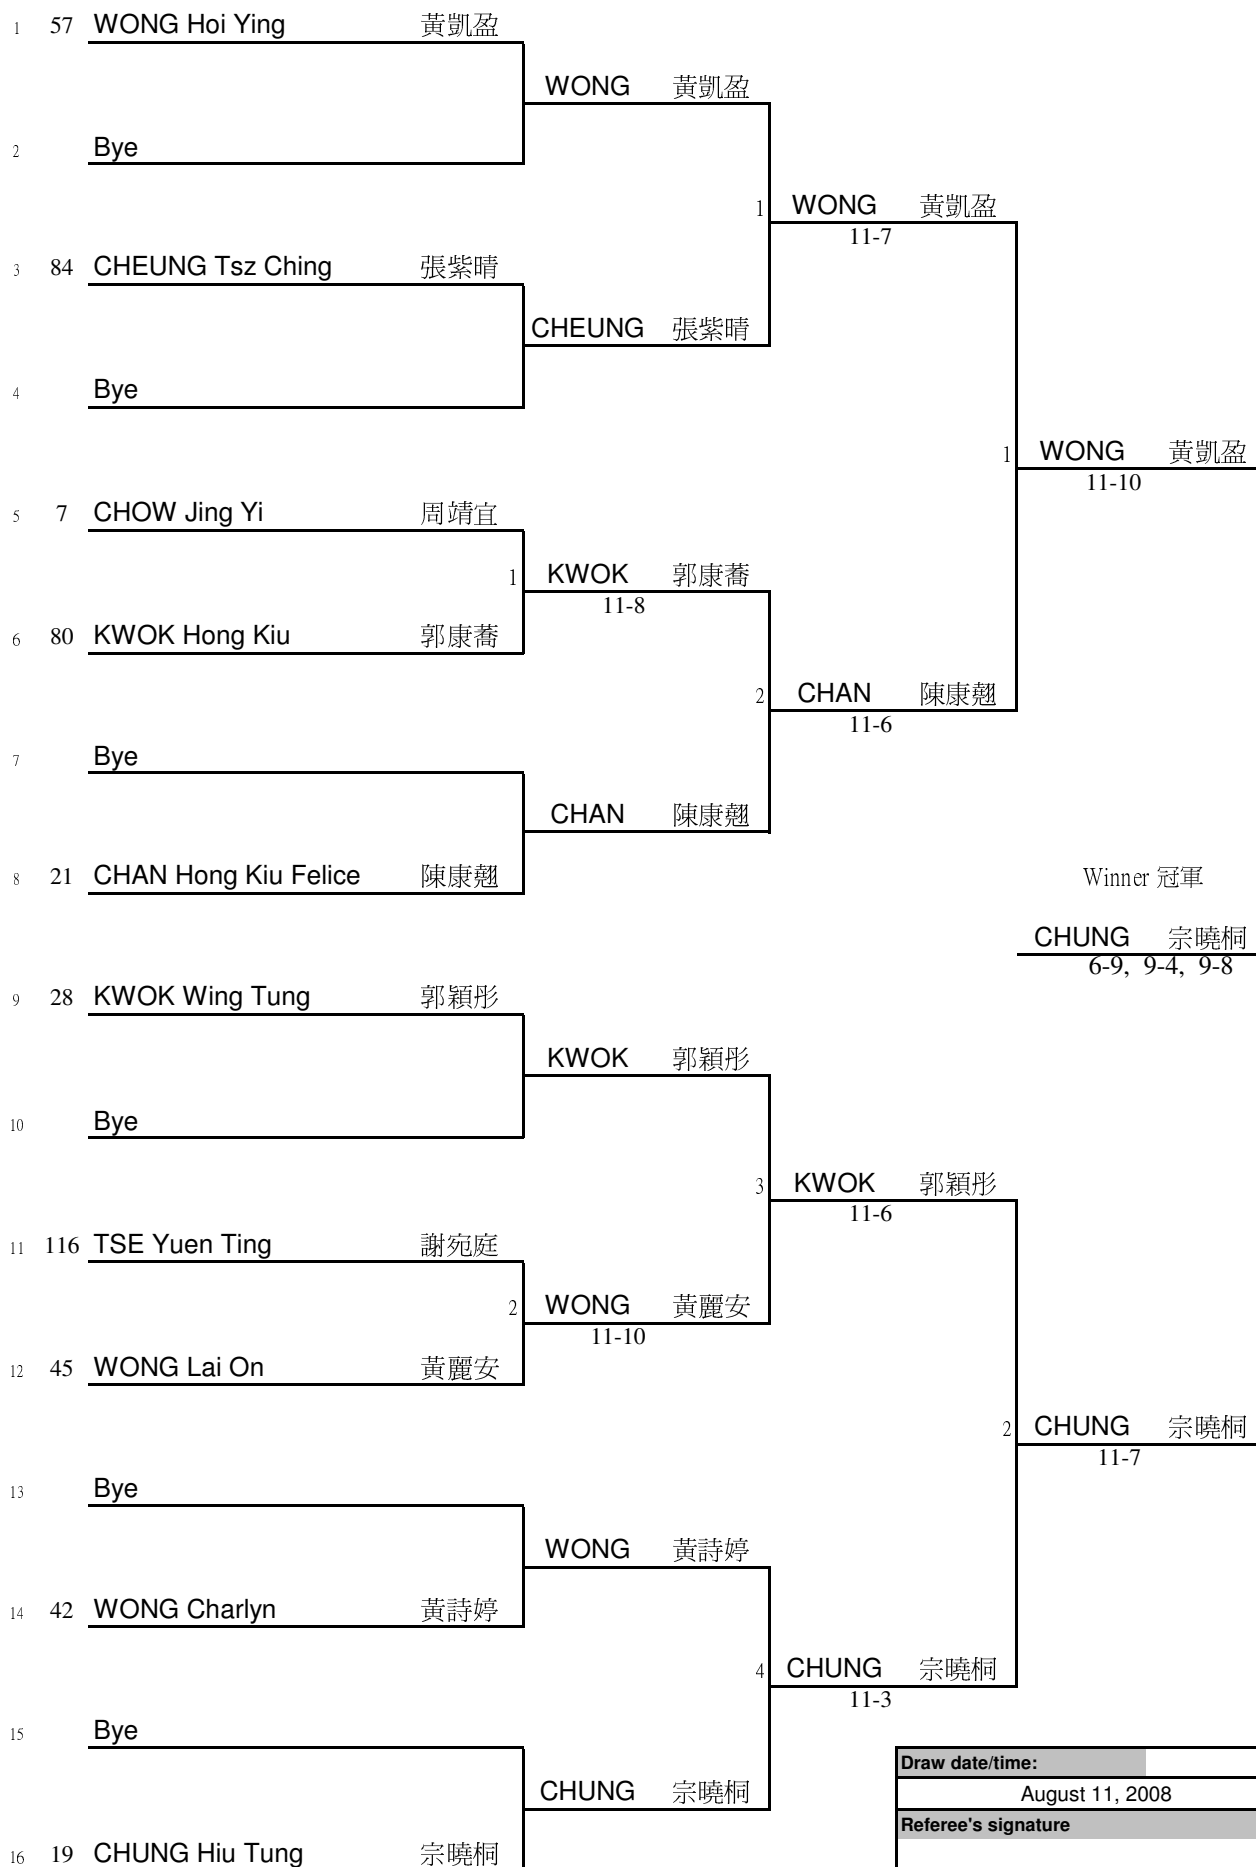 1 57 WONG Hoi Ying 黃凱盈
WONG 黃凱盈
2 Bye
1 WONG 黃凱盈
11-7
3 84 CHEUNG Tsz Ching 張紫晴
CHEUNG 張紫晴
4 Bye
1 WONG 黃凱盈
11-10
5 7 CHOW Jing Yi 周靖宜
1 KWOK 郭康蕎
11-8
6 80 KWOK Hong Kiu 郭康蕎
2 CHAN 陳康翹
11-6
7 Bye
CHAN 陳康翹
8 21 CHAN Hong Kiu Felice 陳康翹
Winner 冠軍
CHUNG 宗曉桐
6-9, 9-4, 9-8
9 28 KWOK Wing Tung 郭穎彤
KWOK 郭穎彤
10 Bye
3 KWOK 郭穎彤
11-6
11 116 TSE Yuen Ting 謝宛庭
2 WONG 黃麗安
11-10
12 45 WONG Lai On 黃麗安
2 CHUNG 宗曉桐
11-7
13 Bye
WONG 黃詩婷
14 42 WONG Charlyn 黃詩婷
4 CHUNG 宗曉桐
11-3
15 Bye
Draw date/time:
CHUNG 宗曉桐
August 11, 2008
Referee's signature
16 19 CHUNG Hiu Tung 宗曉桐